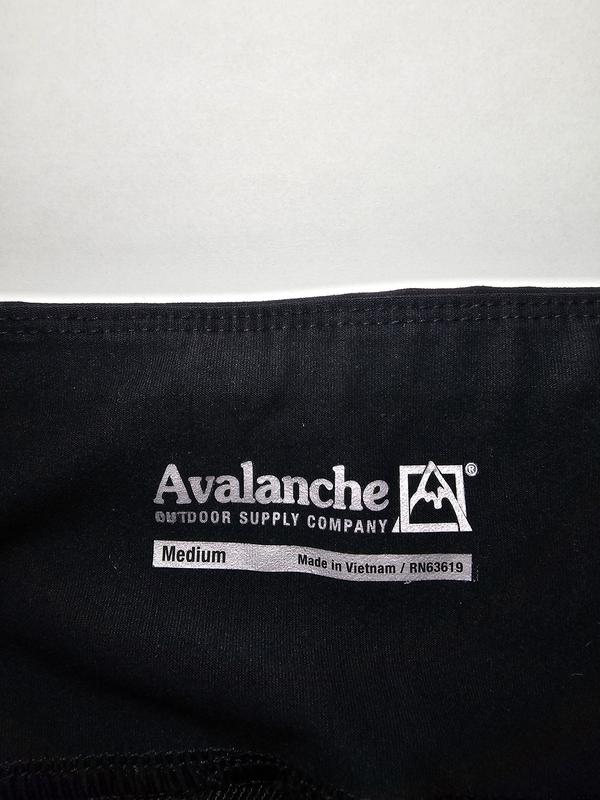 Avalanche ®
OUTDOOR SUPPLY COMPANY
Medium Made in Vietnam / RN63619